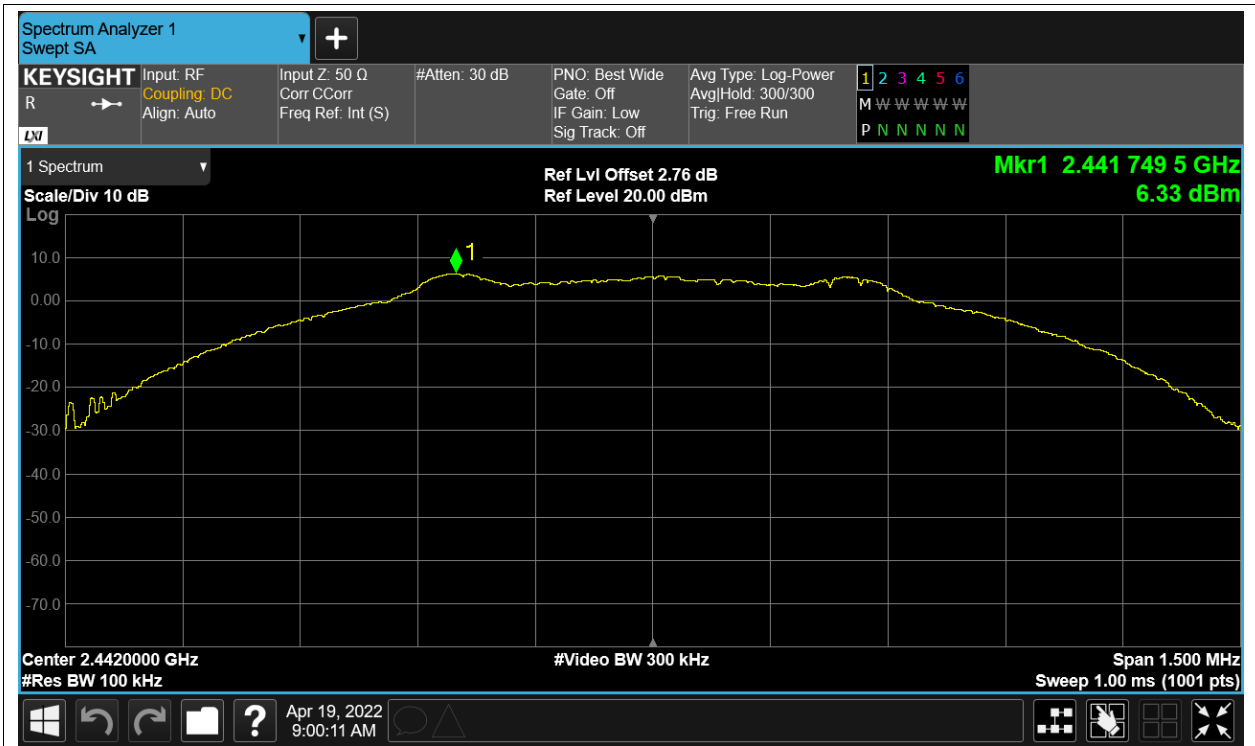 Spectrum Analyzer 1
Swept SA
KEYSIGHT
R
LXI
Input: RF
Coupling: DC
Align: Auto
Input Z: 50 Ω
Corr CCorr
Freq Ref: Int (S)
#Atten: 30 dB
PNO: Best Wide
Gate: Off
IF Gain: Low
Sig Track: Off
Avg Type: Log-Power
Avg|Hold: 300/300
Trig: Free Run
1 2 3 4 5 6
M W W W W W
P N N N N N
1 Spectrum
Scale/Div 10 dB
Log
Ref Lvl Offset 2.76 dB
Ref Level 20.00 dBm
Mkr1 2.441 749 5 GHz
6.33 dBm
1
10.0
0.00
-10.0
-20.0
-30.0
-40.0
-50.0
-60.0
-70.0
Center 2.4420000 GHz
#Res BW 100 kHz
#Video BW 300 kHz
Span 1.500 MHz
Sweep 1.00 ms (1001 pts)
?
Apr 19, 2022
9:00:11 AM